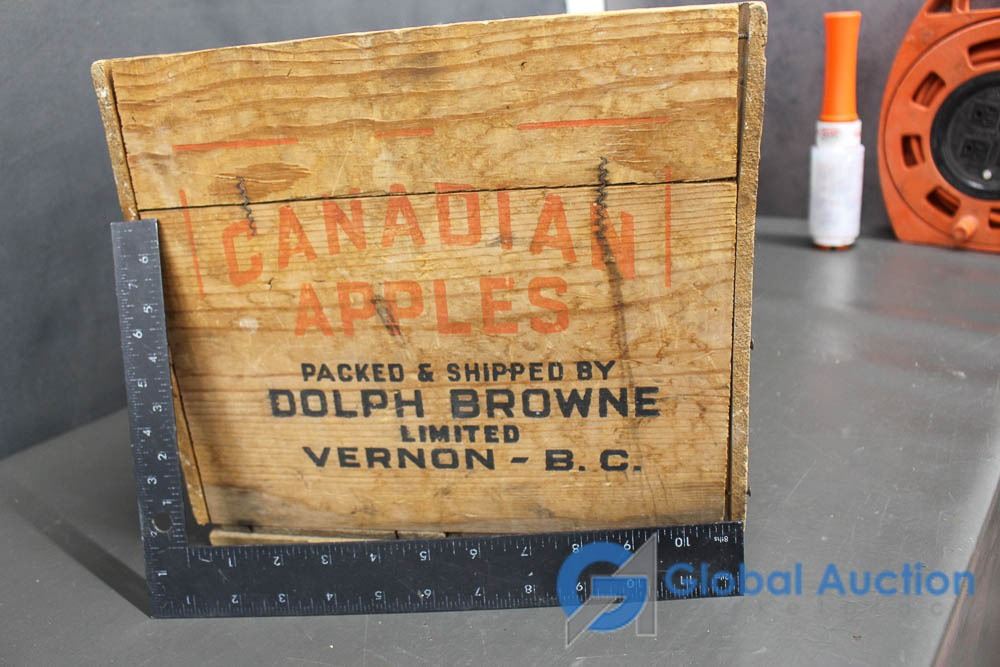 CANADIAN
APPLES
PACKED & SHIPPED BY
DOLPH BROWNE
LIMITED
VERNON - B. C.
Global Auction